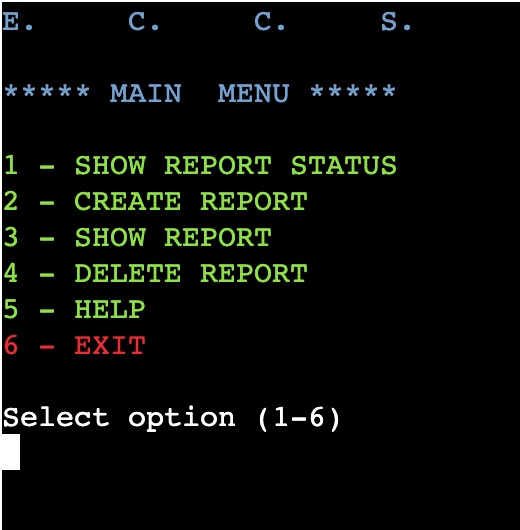 E. C. C. S.
***** MAIN MENU *****
1 - SHOW REPORT STATUS
2 - CREATE REPORT
3 - SHOW REPORT
4 - DELETE REPORT
5 - HELP
6 - EXIT
Select option (1-6)